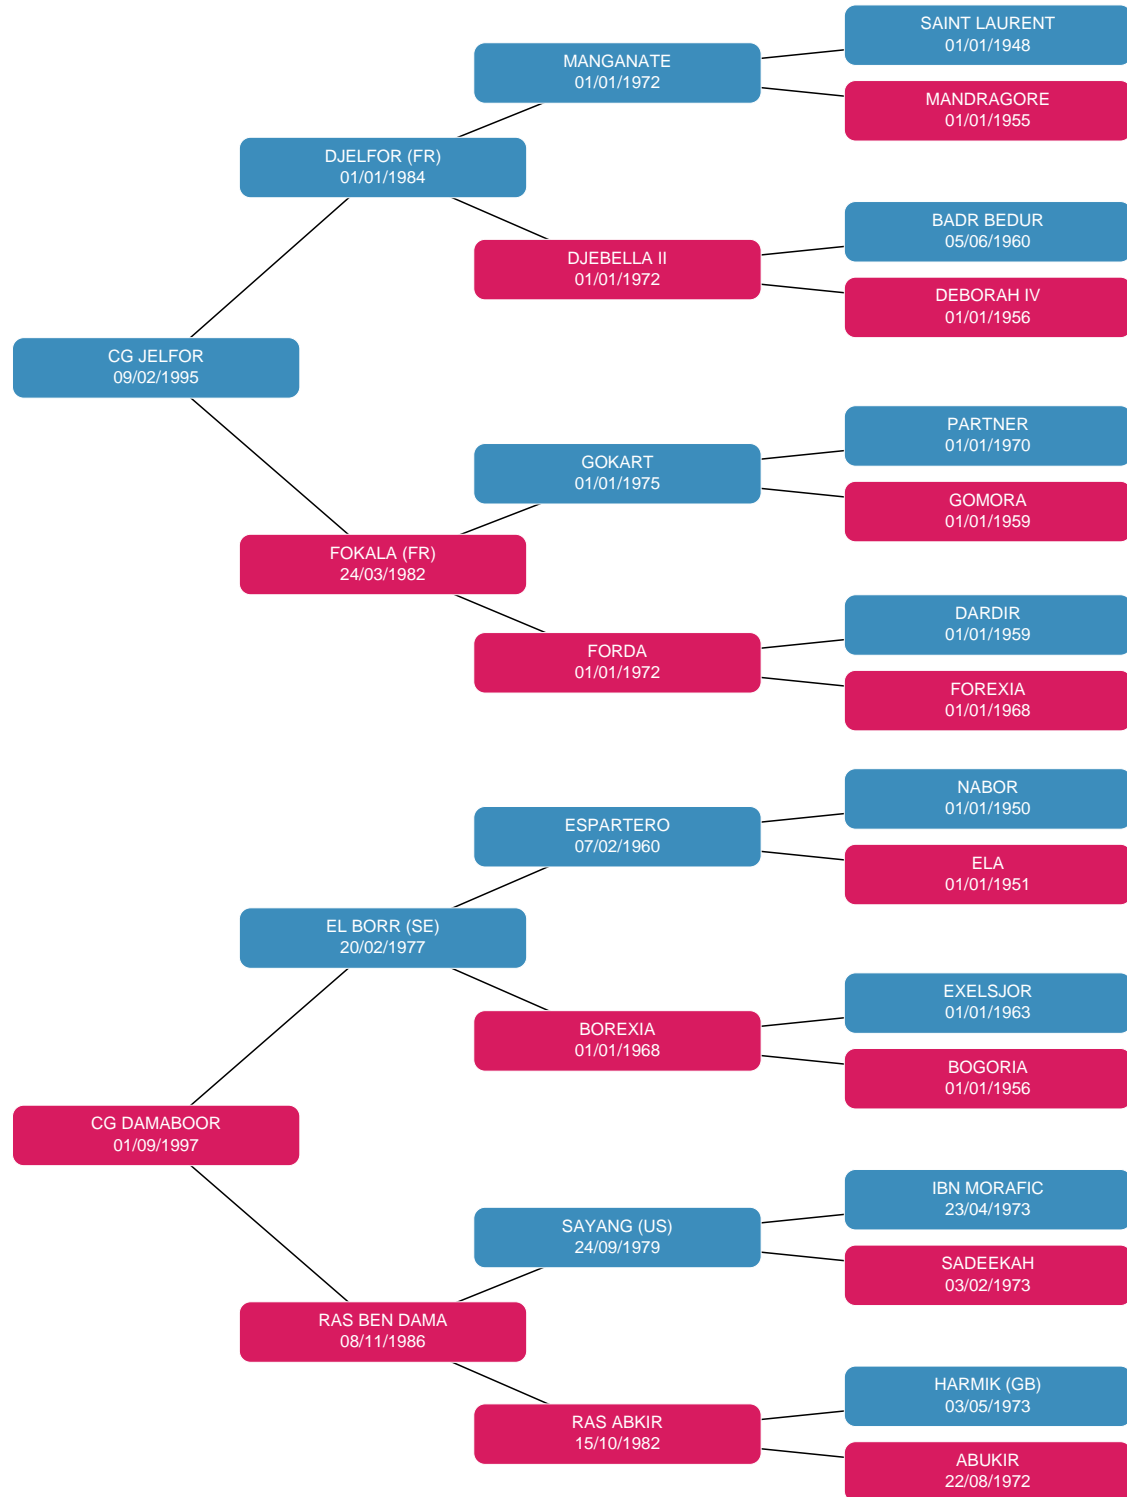 SAINT LAURENT
01/01/1948
MANGANATE
01/01/1972
MANDRAGORE
01/01/1955
DJELFOR (FR)
01/01/1984
BADR BEDUR
05/06/1960
DJEBELLA II
01/01/1972
DEBORAH IV
01/01/1956
CG JELFOR
09/02/1995
PARTNER
01/01/1970
GOKART
01/01/1975
GOMORA
01/01/1959
FOKALA (FR)
24/03/1982
DARDIR
01/01/1959
FORDA
01/01/1972
FOREXIA
01/01/1968
NABOR
01/01/1950
ESPARTERO
07/02/1960
ELA
01/01/1951
EL BORR (SE)
20/02/1977
EXELSJOR
01/01/1963
BOREXIA
01/01/1968
BOGORIA
01/01/1956
CG DAMABOOR
01/09/1997
IBN MORAFIC
23/04/1973
SAYANG (US)
24/09/1979
SADEEKAH
03/02/1973
RAS BEN DAMA
08/11/1986
HARMIK (GB)
03/05/1973
RAS ABKIR
15/10/1982
ABUKIR
22/08/1972